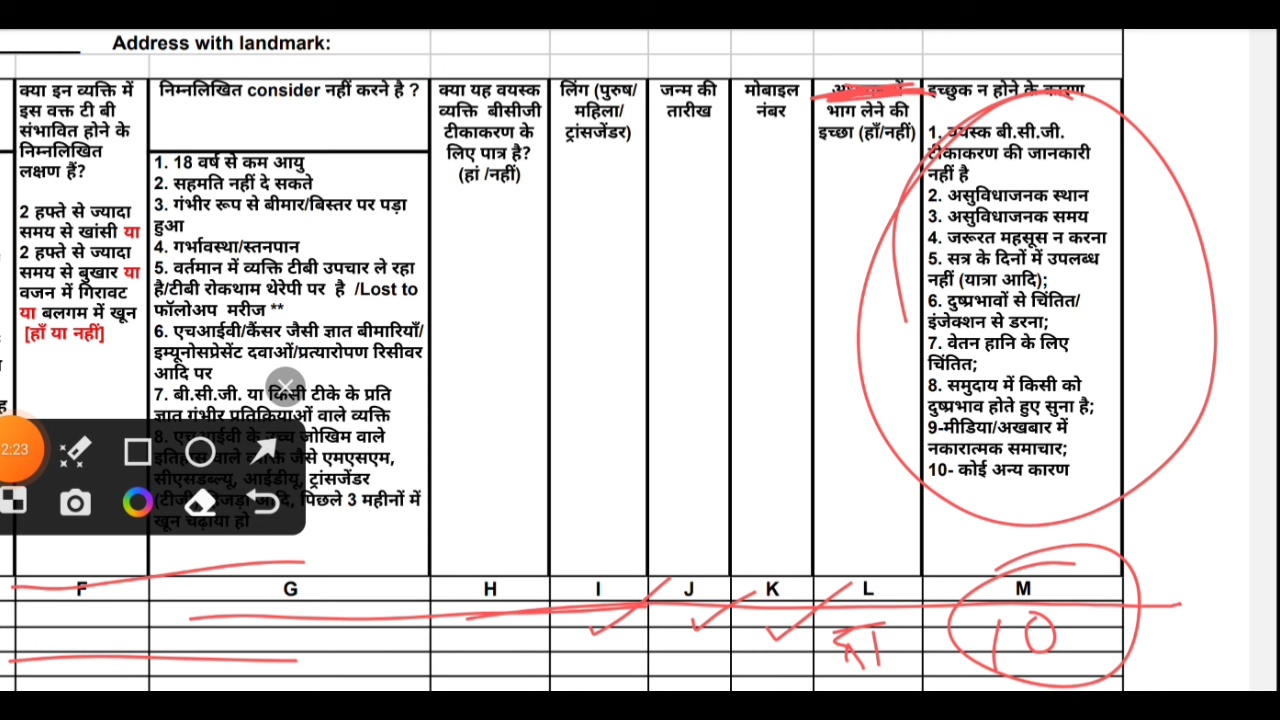 Address with landmark:
क्या इन व्यक्ति में
इस वक्त टी बी
संभावित होने के
निम्नलिखित
लक्षण हैं?
2 हफ्ते से ज्यादा
समय से खांसी या
2 हफ्ते से ज्यादा
समय से बुखार या
वजन में गिरावट
या बलगम में खून
[हाँ या नहीं]
निम्नलिखित consider नहीं करने है ?
1. 18 वर्ष से कम आयु
2. सहमति नहीं दे सकते
3. गंभीर रूप से बीमार/बिस्तर पर पड़ा
हुआ
4. गर्भावस्था/स्तनपान
5. वर्तमान में व्यक्ति टीबी उपचार ले रहा
है/टीबी रोकथाम थेरेपी पर है /Lost to
फॉलोअप मरीज **
6. एचआईवी/कैंसर जैसी ज्ञात बीमारियाँ/
इम्यूनोसप्रेसेंट दवाओं/प्रत्यारोपण रिसीवर
आदि पर
7. बी.सी.जी. या किसी टीके के प्रति
ज्ञात गंभीर प्रतिक्रियाओं वाले व्यक्ति
8. एचआईवी के उच्च जोखिम वाले
इतिहास वाले व्यक्ति जैसे एमएसएम,
सीएसडब्ल्यू, आईडीयू, ट्रांसजेंडर
आदि, पिछले 3 महीनों में
खून चढ़ाया हो
क्या यह वयस्क
व्यक्ति बीसीजी
टीकाकरण के
लिए पात्र है?
(हां /नहीं)
लिंग (पुरुष/
महिला/
ट्रांसजेंडर)
जन्म की
तारीख
मोबाइल
नंबर
भाग लेने की
इच्छा (हाँ/नहीं)
इच्छुक न होने के कारण
1. वयस्क बी.सी.जी.
टीकाकरण की जानकारी
नहीं है
2. असुविधाजनक स्थान
3. असुविधाजनक समय
4. जरूरत महसूस न करना
5. सत्र के दिनों में उपलब्ध
नहीं (यात्रा आदि);
6. दुष्प्रभावों से चिंतित/
इंजेक्शन से डरना;
7. वेतन हानि के लिए
चिंतित;
8. समुदाय में किसी को
दुष्प्रभाव होते हुए सुना है;
9-मीडिया/अखबार में
नकारात्मक समाचार;
10- कोई अन्य कारण
2:23
F G H I J K L M
10